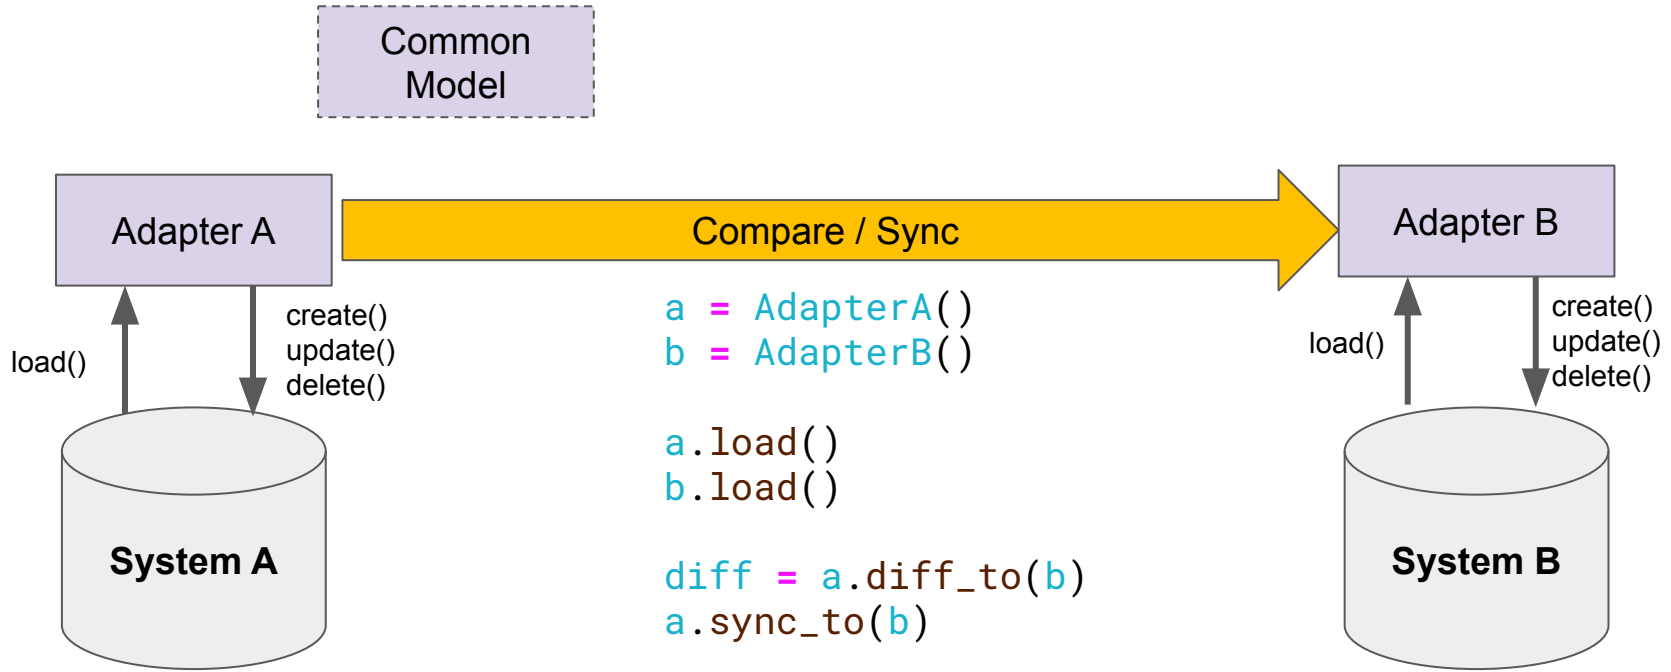 Common
Model
Adapter A
Compare / Sync
Adapter B
load()
create()
update()
delete()
a = AdapterA()
b = AdapterB()
a.load()
b.load()
diff = a.diff_to(b)
a.sync_to(b)
load()
create()
update()
delete()
System A
System B